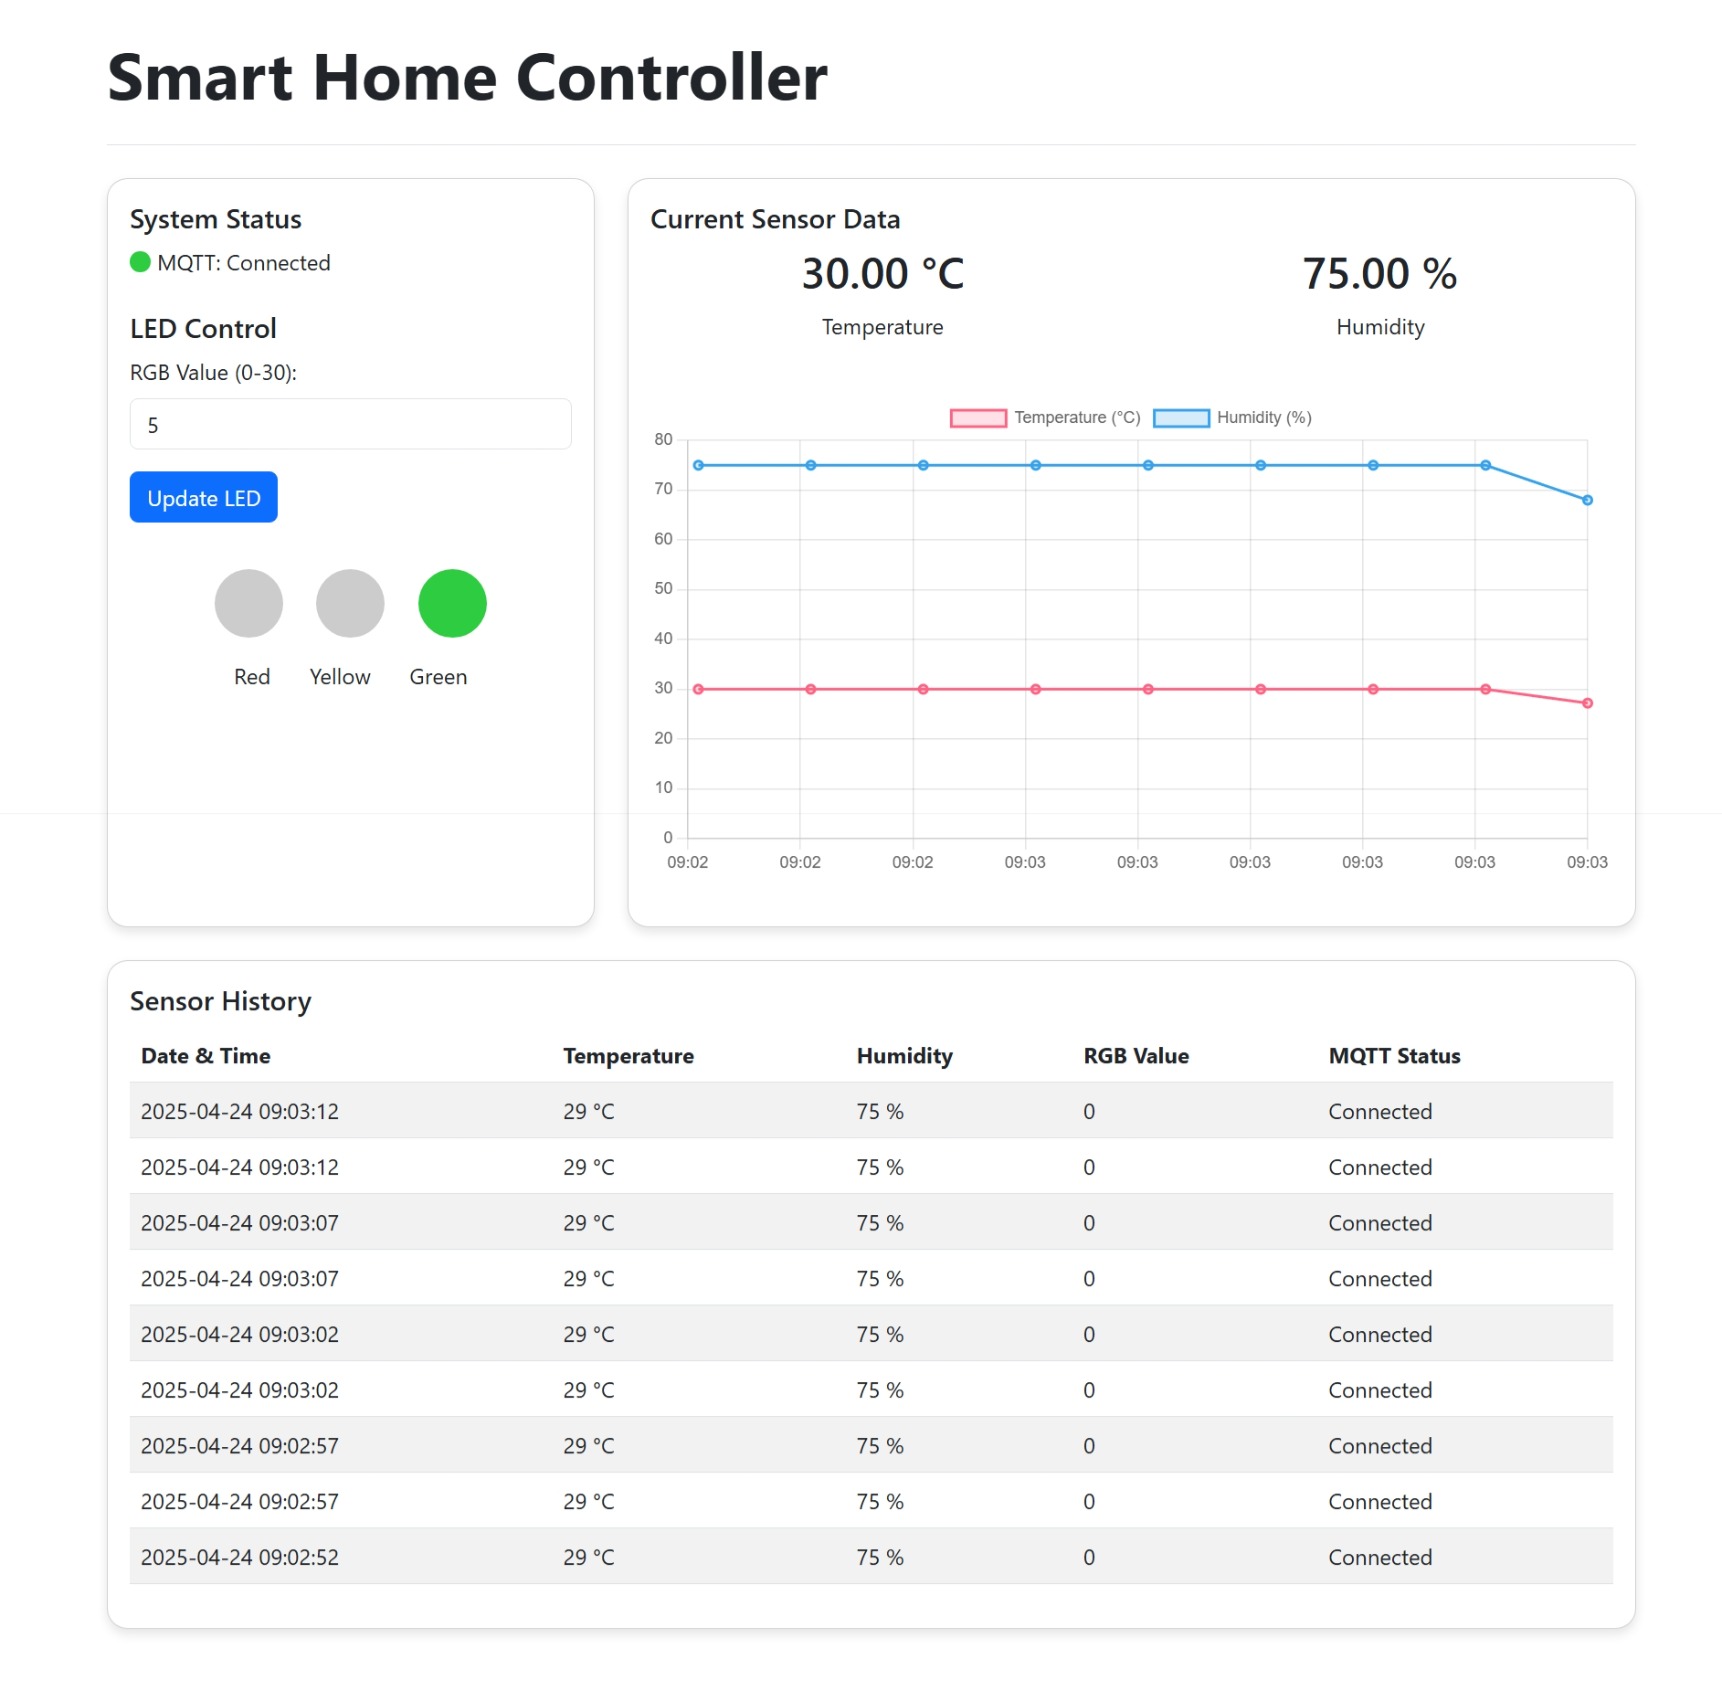 Smart Home Controller
System Status
MQTT: Connected
LED Control
RGB Value (0-30):
5
Update LED
Red Yellow Green
Current Sensor Data
30.00 °C 75.00 %
Temperature Humidity
Temperature (°C) Humidity (%)
80
70
60
50
40
30
20
10
0
09:02 09:02 09:02 09:03 09:03 09:03 09:03 09:03 09:03
Sensor History
Date & Time Temperature Humidity RGB Value MQTT Status
2025-04-24 09:03:12 29 °C 75 % 0 Connected
2025-04-24 09:03:12 29 °C 75 % 0 Connected
2025-04-24 09:03:07 29 °C 75 % 0 Connected
2025-04-24 09:03:07 29 °C 75 % 0 Connected
2025-04-24 09:03:02 29 °C 75 % 0 Connected
2025-04-24 09:03:02 29 °C 75 % 0 Connected
2025-04-24 09:02:57 29 °C 75 % 0 Connected
2025-04-24 09:02:57 29 °C 75 % 0 Connected
2025-04-24 09:02:52 29 °C 75 % 0 Connected